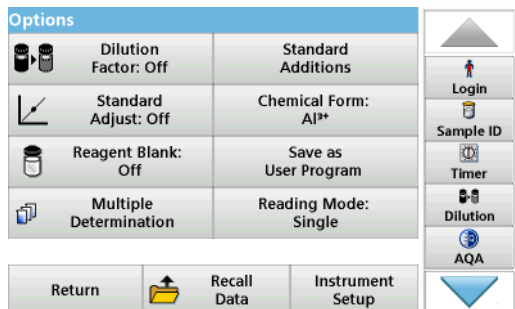 Options
Dilution
Factor: Off
Standard
Additions
Standard
Adjust: Off
Chemical Form:
Al³⁺
Reagent Blank:
Off
Save as
User Program
Multiple
Determination
Reading Mode:
Single
Return
Recall
Data
Instrument
Setup
Login
Sample ID
Timer
Dilution
AQA